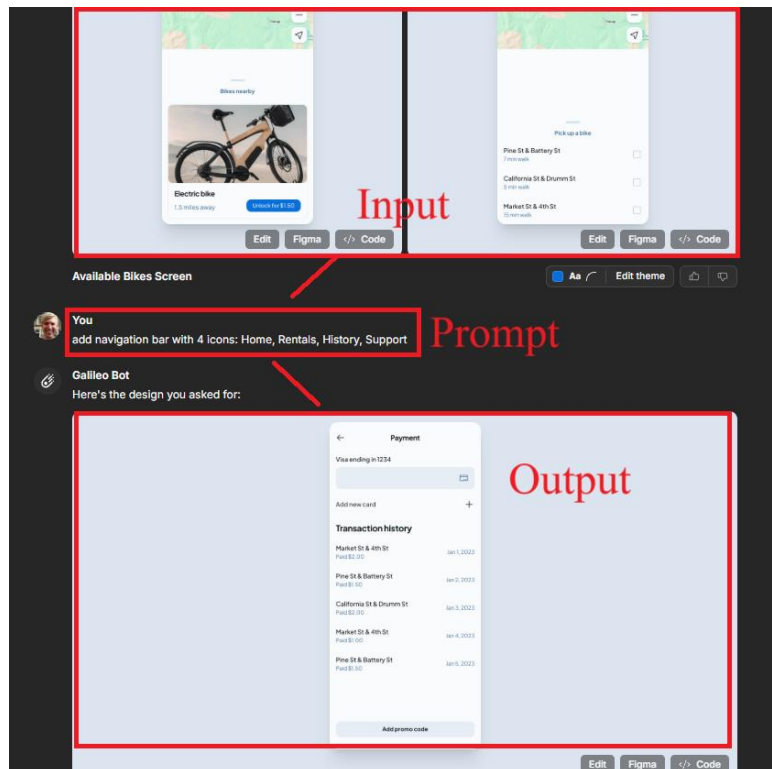 Bikes nearby
Pick up a bike
Pine St & Battery St
7 min walk
California St & Drumm St
5 min walk
Market St & 4th St
15 min walk
Electric bike
1.5 miles away
Unlock for $1.50
Input
Edit
Figma
</> Code
Edit
Figma
</> Code
Available Bikes Screen
Aa
Edit theme
You
add navigation bar with 4 icons: Home, Rentals, History, Support
Prompt
Galileo Bot
Here's the design you asked for:
Payment
Visa ending in 1234
Output
Add new card
Transaction history
Market St & 4th St
Paid $2.00
Jan 1, 2023
Pine St & Battery St
Paid $1.50
Jan 2, 2023
California St & Drumm St
Paid $2.00
Jan 3, 2023
Market St & 4th St
Paid $1.00
Jan 4, 2023
Pine St & Battery St
Paid $1.50
Jan 5, 2023
Add promo code
Edit
Figma
</> Code